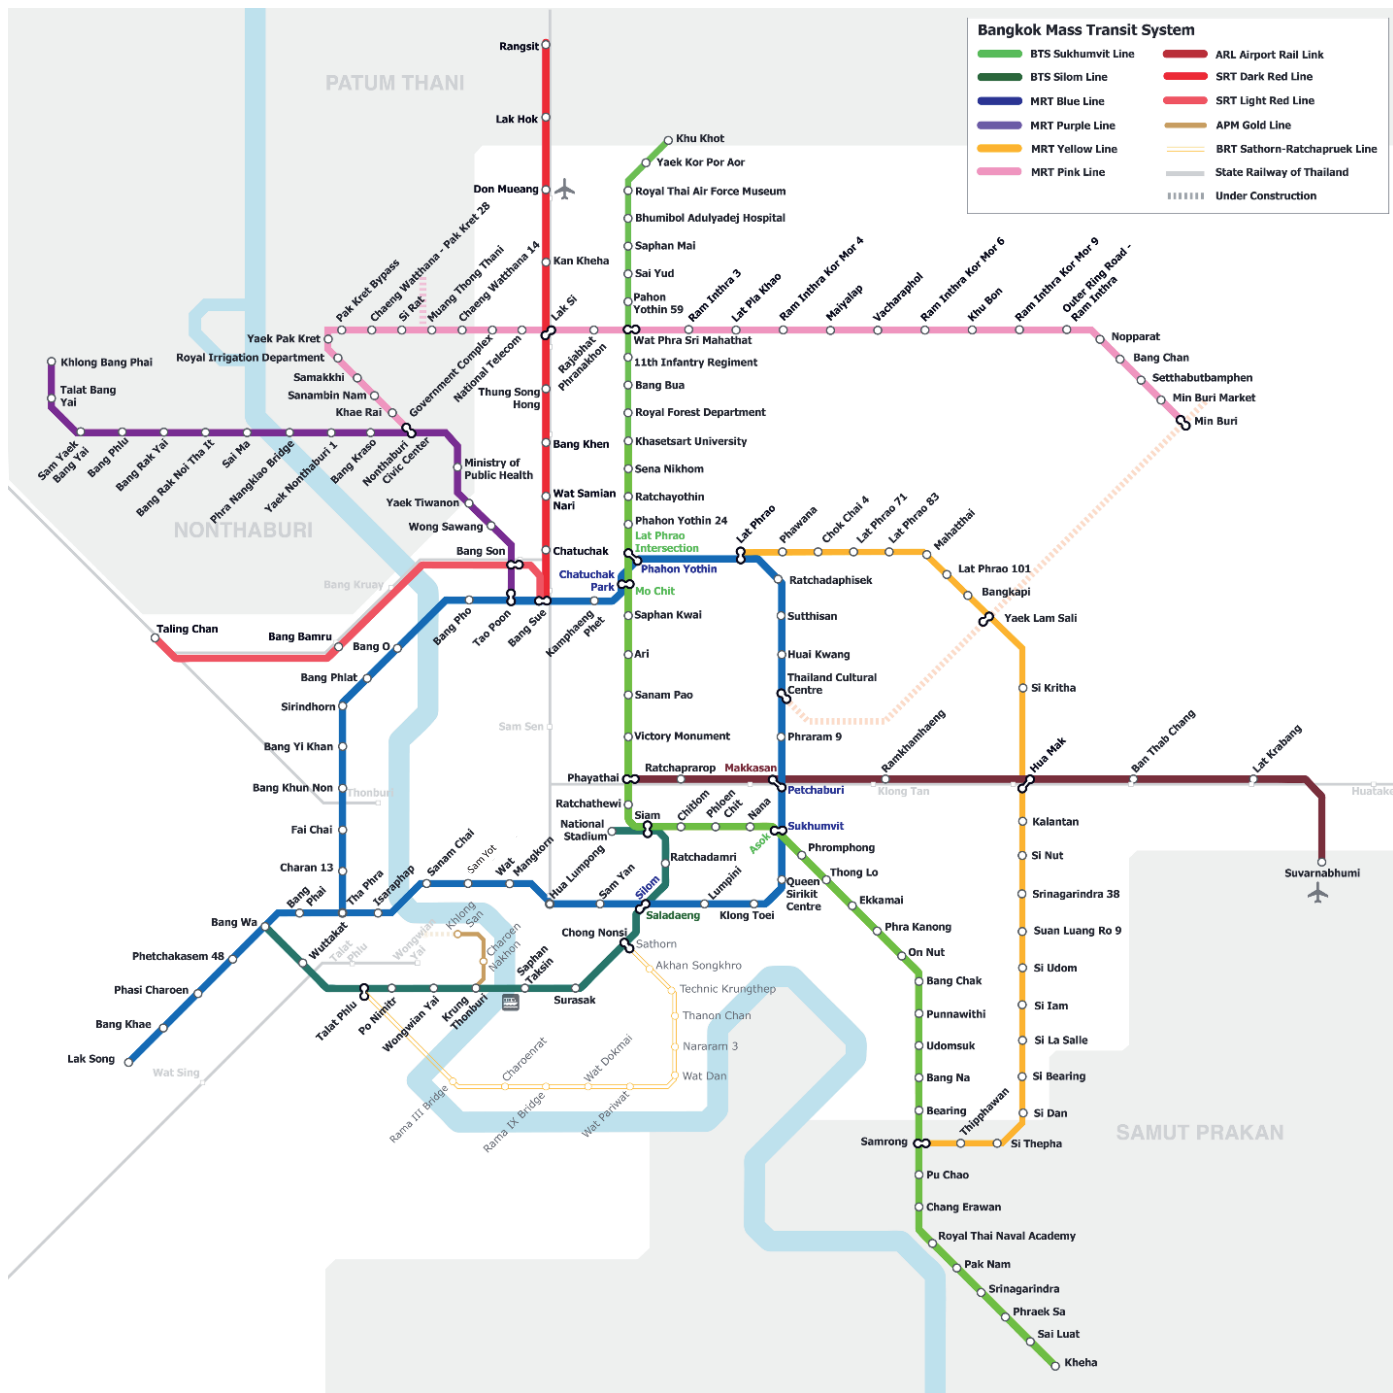 Bangkok Mass Transit System
BTS Sukhumvit Line
BTS Silom Line
MRT Blue Line
MRT Purple Line
MRT Yellow Line
MRT Pink Line
ARL Airport Rail Link
SRT Dark Red Line
SRT Light Red Line
APM Gold Line
BRT Sathorn-Ratchapruek Line
State Railway of Thailand
Under Construction
PATUM THANI
NONTHABURI
SAMUT PRAKAN
Rangsit
Lak Hok
Don Mueang
Kan Kheha
Lak Si
Thung Song
Hong
Bang Khen
Wat Samian
Nari
Chatuchak
Khu Khot
Yaek Kor Por Aor
Royal Thai Air Force Museum
Bhumibol Adulyadej Hospital
Saphan Mai
Sai Yud
Pahon
Yothin 59
Wat Phra Sri Mahathat
11th Infantry Regiment
Bang Bua
Royal Forest Department
Khasetsart University
Sena Nikhom
Ratchayothin
Phahon Yothin 24
Lat Phrao
Intersection
Phahon Yothin
Chatuchak
Park
Mo Chit
Saphan Kwai
Ari
Sanam Pao
Victory Monument
Phayathai
Ratchathewi
Siam
Chitlom
Phloen
Chit
Nana
Asok
Sukhumvit
Phromphong
Thong Lo
Ekkamai
Phra Kanong
On Nut
Bang Chak
Punnawithi
Udomsuk
Bang Na
Bearing
Samrong
Pu Chao
Chang Erawan
Royal Thai Naval Academy
Pak Nam
Srinagarindra
Phraek Sa
Sai Luat
Kheha
Pak Kret Bypass
Chaeng Watthana - Pak Kret 28
Si Rat
Muang Thong Thani
Chaeng Watthana 14
Government Complex
National Telecom
Rajabhat
Phranakhon
Ram Inthra 3
Lat Pla Khao
Ram Inthra Kor Mor 4
Maiyalap
Vacharaphol
Ram Inthra Kor Mor 6
Khu Bon
Ram Inthra Kor Mor 9
Outer Ring Road -
Ram Inthra
Nopparat
Bang Chan
Setthabutbamphen
Min Buri Market
Min Buri
Yaek Pak Kret
Royal Irrigation Department
Samakkhi
Sanambin Nam
Khae Rai
Khlong Bang Phai
Talat Bang
Yai
Sam Yaek
Bang Yai
Bang Phlu
Bang Rak Yai
Bang Rak Noi Tha It
Sai Ma
Phra Nangklao Bridge
Yaek Nonthaburi 1
Bang Kraso
Nonthaburi
Civic Center
Ministry of
Public Health
Yaek Tiwanon
Wong Sawang
Bang Son
Tao Poon
Bang Sue
Kamphaeng
Phet
Bang Pho
Bang Kruay
Taling Chan
Bang Bamru
Bang O
Bang Phlat
Sirindhorn
Bang Yi Khan
Bang Khun Non
Fai Chai
Charan 13
Tha Phra
Bang
Phai
Isaraphap
Sanam Chai
Sam Yot
Wat
Mangkorn
Hua Lumpong
Sam Yan
Silom
Lumpini
Klong Toei
Queen
Sirikit
Centre
Lat Phrao
Ratchadaphisek
Sutthisan
Huai Kwang
Thailand Cultural
Centre
Phraram 9
Petchaburi
Phawana
Chok Chai 4
Lat Phrao 71
Lat Phrao 83
Mahatthai
Lat Phrao 101
Bangkapi
Yaek Lam Sali
Si Kritha
Hua Mak
Kalantan
Si Nut
Srinagarindra 38
Suan Luang Ro 9
Si Udom
Si Iam
Si La Salle
Si Bearing
Si Dan
Si Thepha
Thipphawan
Ratchaprarop
Makkasan
Ramkhamhaeng
Ban Thab Chang
Lat Krabang
Suvarnabhumi
Klong Tan
Huatake
Sam Sen
Thonburi
National
Stadium
Ratchadamri
Saladaeng
Chong Nonsi
Surasak
Saphan
Taksin
Krung
Thonburi
Wongwian Yai
Po Nimitr
Talat Phlu
Wuttakat
Bang Wa
Phetchakasem 48
Phasi Charoen
Bang Khae
Lak Song
Talat
Phlu
Wongwian
Yai
Khlong
San
Charoen
Nakhon
Wat Sing
Sathorn
Akhan Songkhro
Technic Krungthep
Thanon Chan
Nararam 3
Wat Dan
Wat Pariwat
Wat Dokmai
Rama IX Bridge
Charoenrat
Rama III Bridge